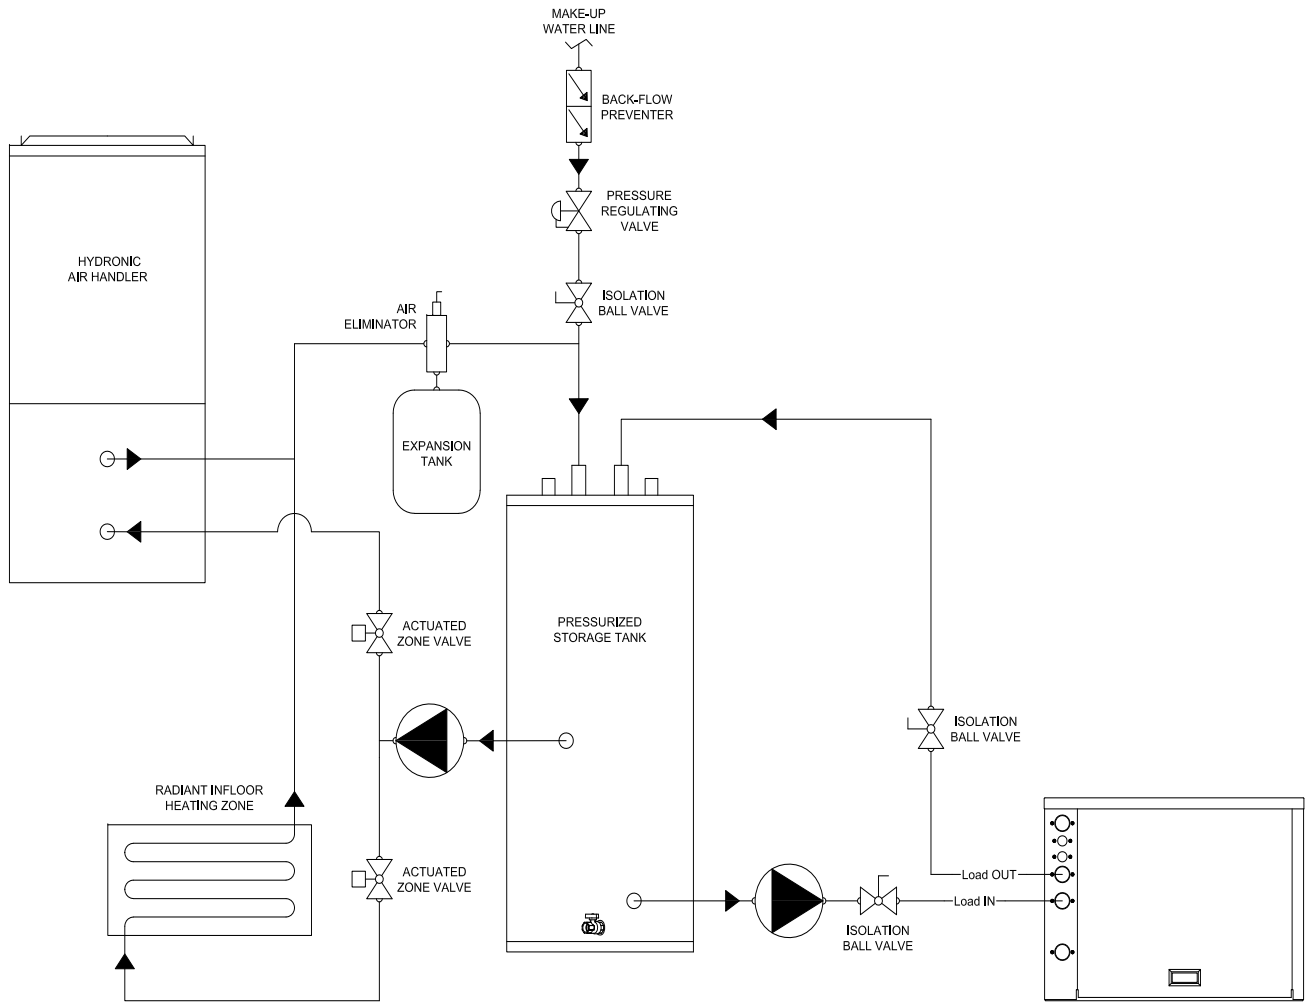 MAKE-UP
WATER LINE
BACK-FLOW
PREVENTER
PRESSURE
REGULATING
VALVE
HYDRONIC
AIR HANDLER
ISOLATION
BALL VALVE
AIR
ELIMINATOR
EXPANSION
TANK
PRESSURIZED
STORAGE TANK
ACTUATED
ZONE VALVE
ISOLATION
BALL VALVE
RADIANT INFLOOR
HEATING ZONE
ACTUATED
ZONE VALVE
Load OUT
Load IN
ISOLATION
BALL VALVE